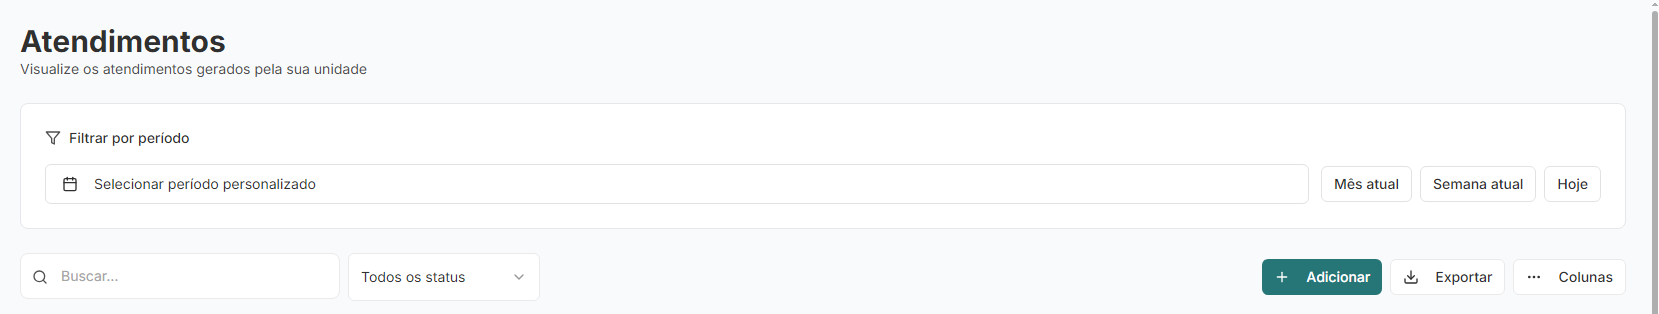 Atendimentos
Visualize os atendimentos gerados pela sua unidade
Filtrar por período
Selecionar período personalizado
Mês atual
Semana atual
Hoje
Buscar...
Todos os status
Adicionar
Exportar
Colunas